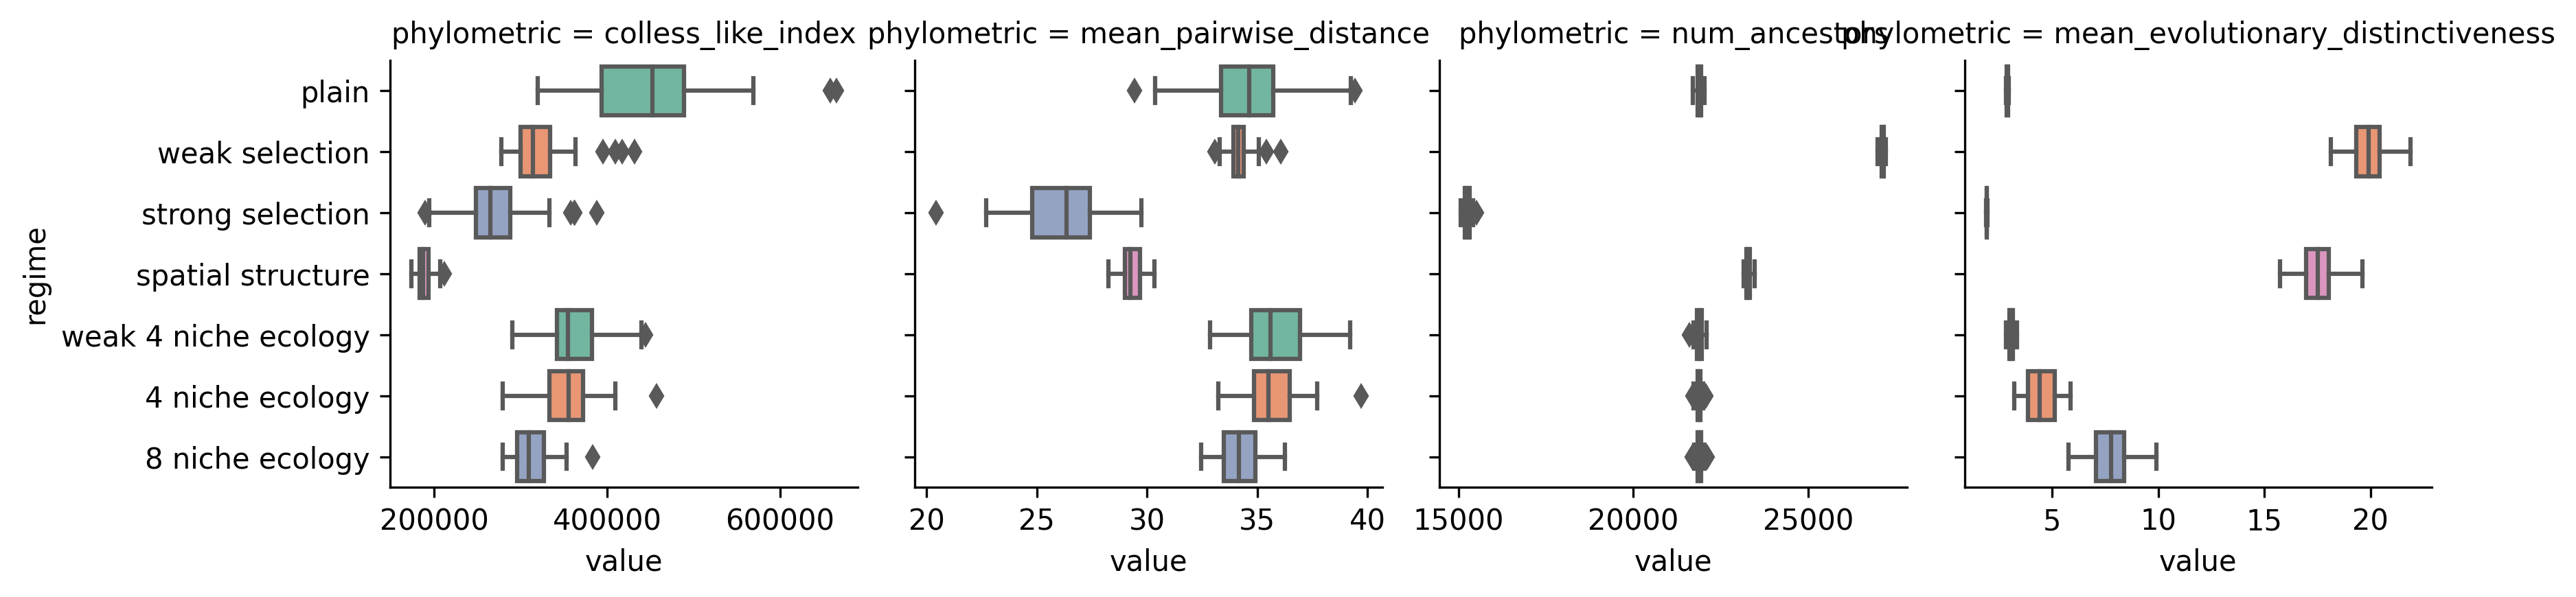 phylometric = colless_like_index
phylometric = mean_pairwise_distance
phylometric = num_ancestors
phylometric = mean_evolutionary_distinctiveness
regime
plain
weak selection
strong selection
spatial structure
weak 4 niche ecology
4 niche ecology
8 niche ecology
200000 400000 600000
value
20 25 30 35 40
value
15000 20000 25000
value
5 10 15 20
value